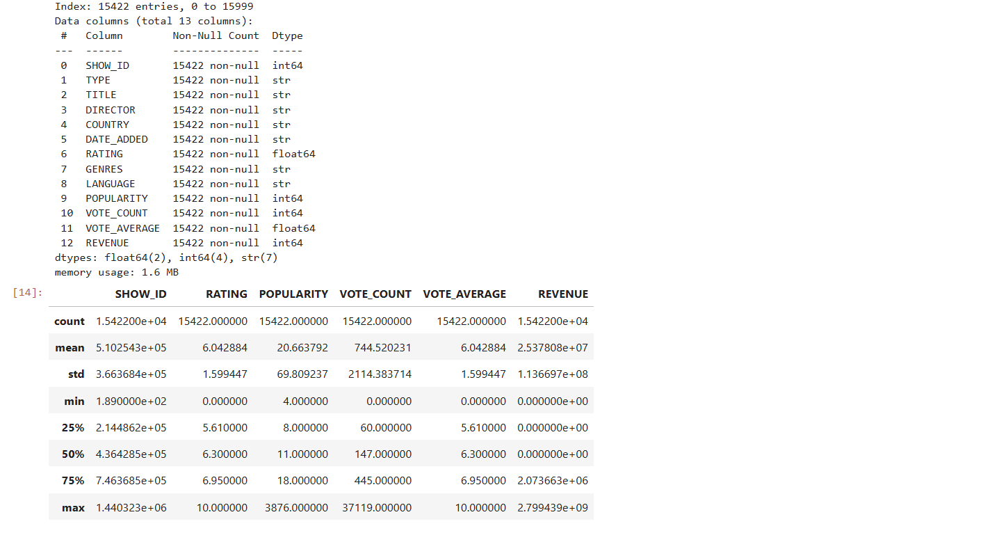 Index: 15422 entries, 0 to 15999
Data columns (total 13 columns):
 #   Column        Non-Null Count  Dtype
---  ------        --------------  -----
 0   SHOW_ID       15422 non-null  int64
 1   TYPE          15422 non-null  str
 2   TITLE         15422 non-null  str
 3   DIRECTOR      15422 non-null  str
 4   COUNTRY       15422 non-null  str
 5   DATE_ADDED    15422 non-null  str
 6   RATING        15422 non-null  float64
 7   GENRES        15422 non-null  str
 8   LANGUAGE      15422 non-null  str
 9   POPULARITY    15422 non-null  int64
 10  VOTE_COUNT    15422 non-null  int64
 11  VOTE_AVERAGE  15422 non-null  float64
 12  REVENUE       15422 non-null  int64
dtypes: float64(2), int64(4), str(7)
memory usage: 1.6 MB
[14]: SHOW_ID RATING POPULARITY VOTE_COUNT VOTE_AVERAGE REVENUE
count 1.542200e+04 15422.000000 15422.000000 15422.000000 15422.000000 1.542200e+04
mean 5.102543e+05 6.042884 20.663792 744.520231 6.042884 2.537808e+07
std 3.663684e+05 1.599447 69.809237 2114.383714 1.599447 1.136697e+08
min 1.890000e+02 0.000000 4.000000 0.000000 0.000000 0.000000e+00
25% 2.144862e+05 5.610000 8.000000 60.000000 5.610000 0.000000e+00
50% 4.364285e+05 6.300000 11.000000 147.000000 6.300000 0.000000e+00
75% 7.463685e+05 6.950000 18.000000 445.000000 6.950000 2.073663e+06
max 1.440323e+06 10.000000 3876.000000 37119.000000 10.000000 2.799439e+09